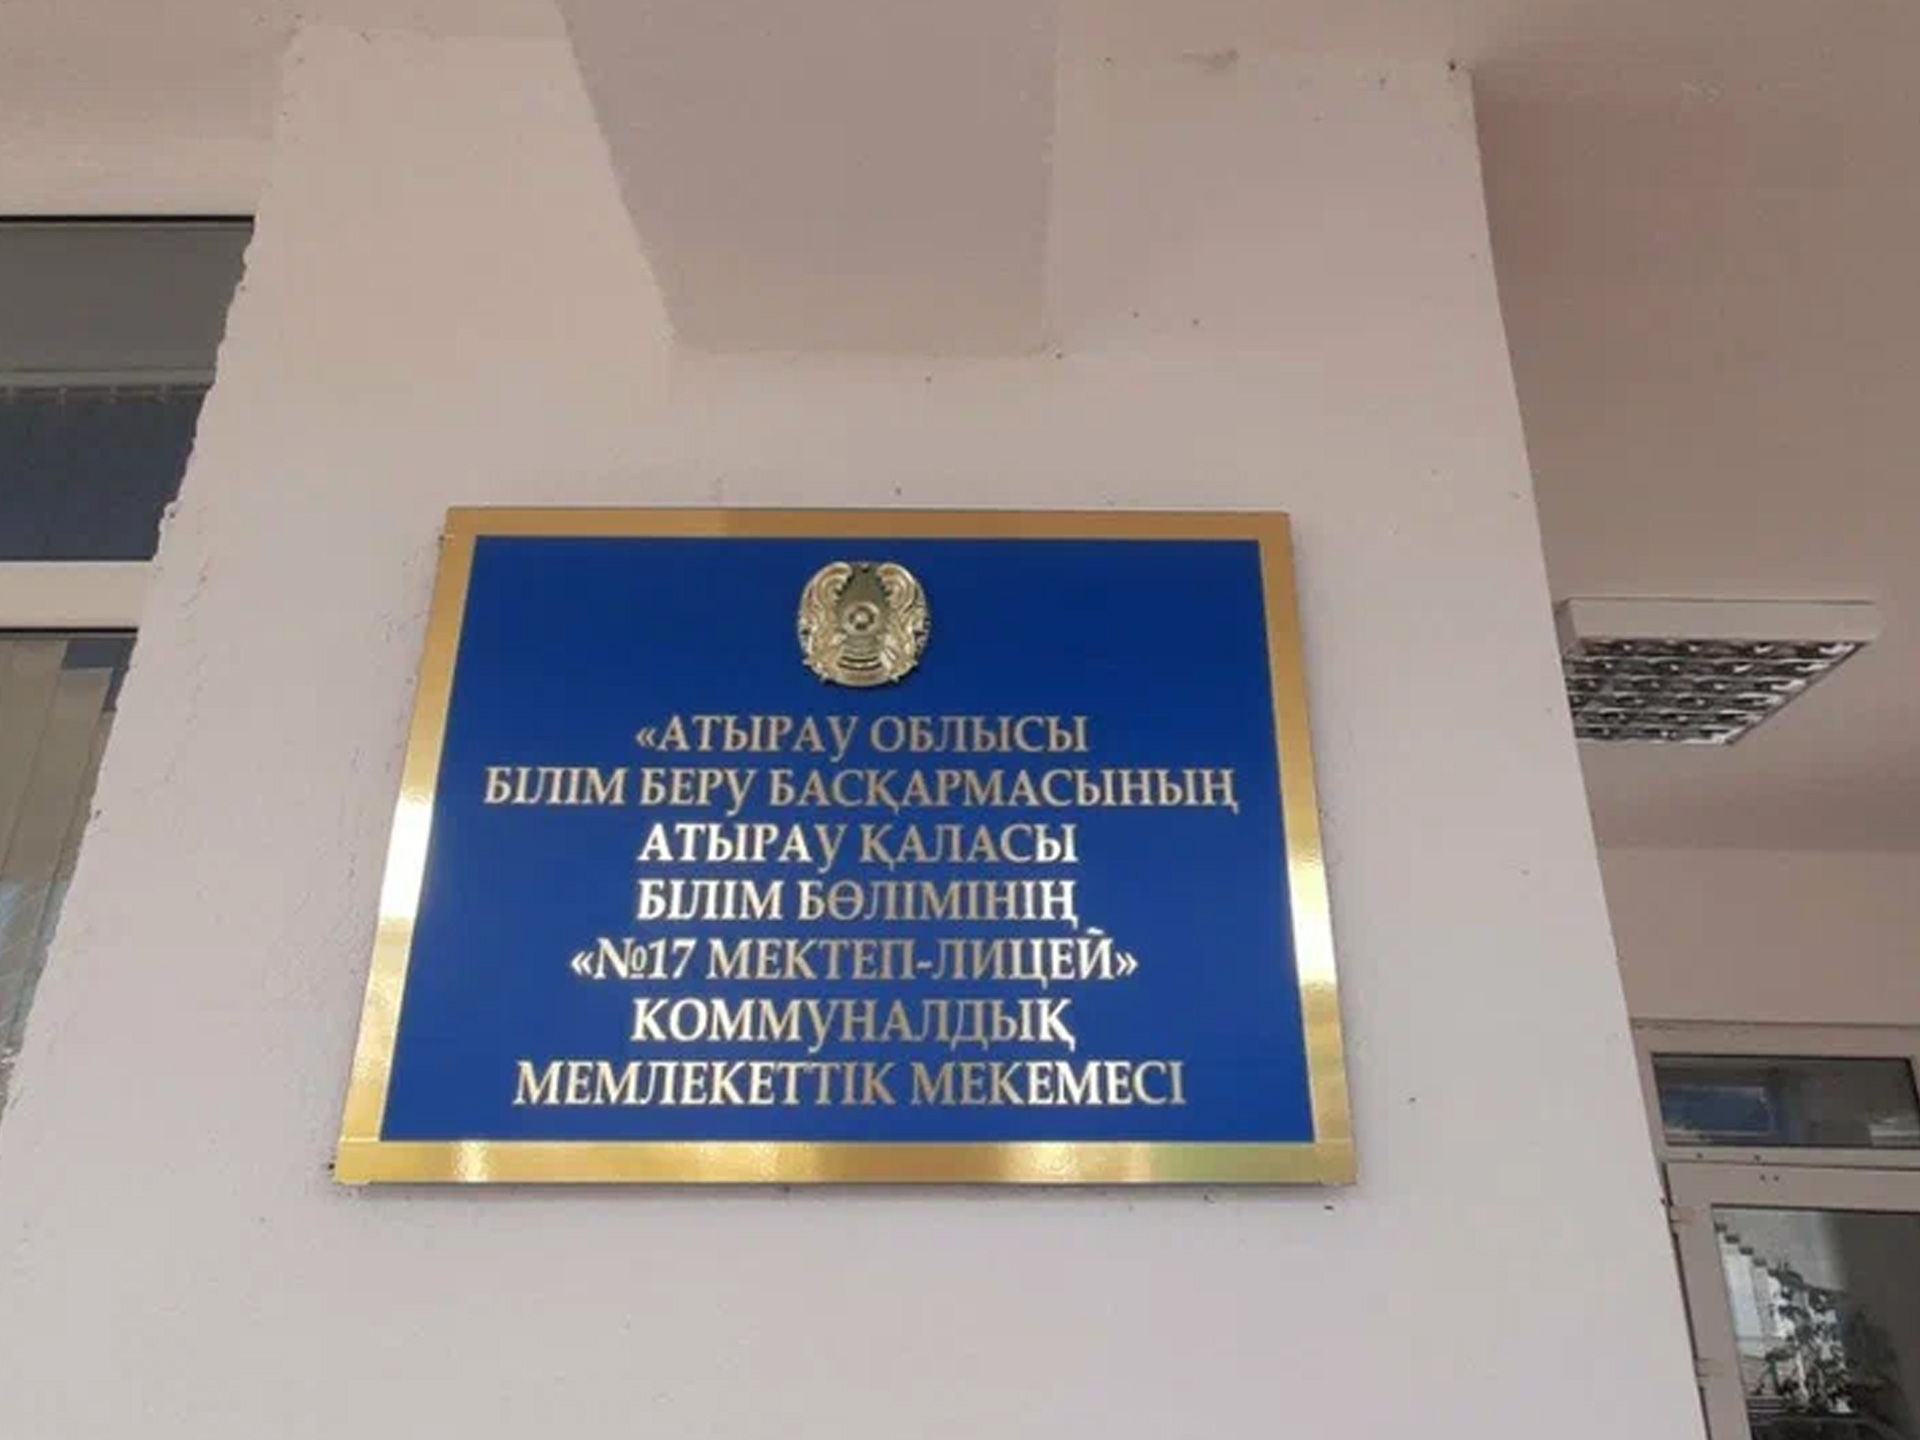 «АТЫРАУ ОБЛЫСЫ
БІЛІМ БЕРУ БАСҚАРМАСЫНЫҢ
АТЫРАУ ҚАЛАСЫ
БІЛІМ БӨЛІМІНІҢ
«№17 МЕКТЕП-ЛИЦЕЙ»
КОММУНАЛДЫҚ
МЕМЛЕКЕТТІК МЕКЕМЕСІ